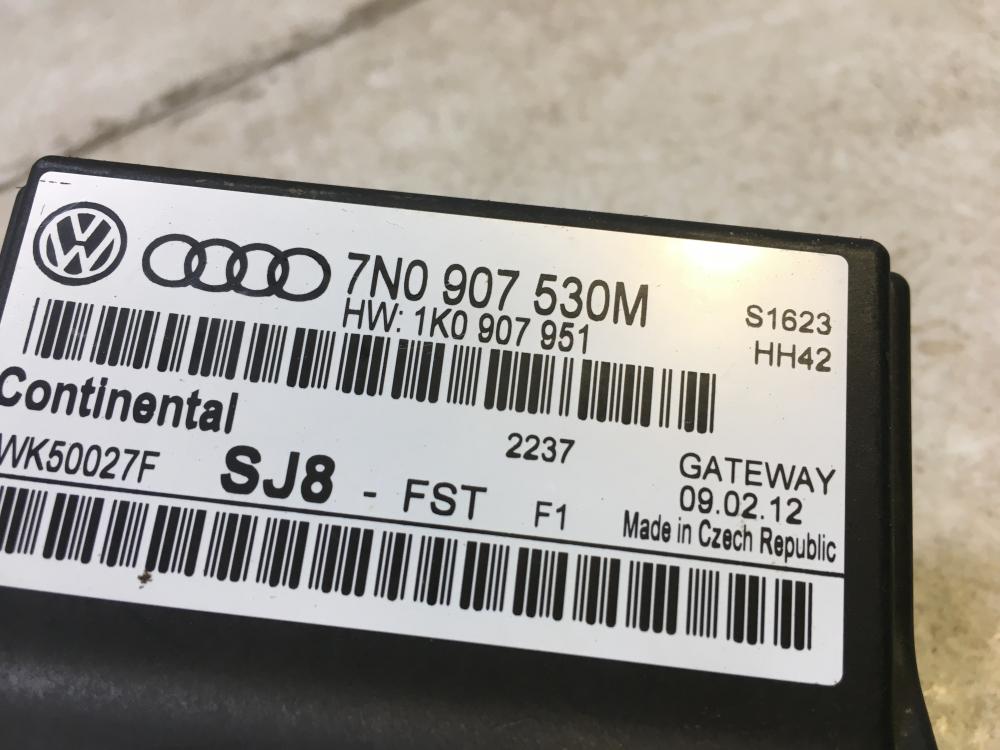 7N0 907 530M
HW: 1K0 907 951
S1623
HH42
Continental
2237
WK50027F
SJ8 - FST F1
GATEWAY
09.02.12
Made in Czech Republic